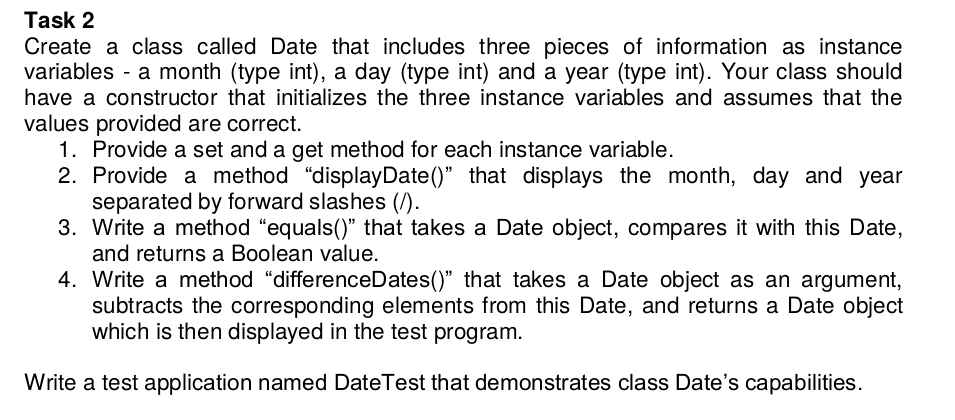 Task 2
Create a class called Date that includes three pieces of information as instance
variables - a month (type int), a day (type int) and a year (type int). Your class should
have a constructor that initializes the three instance variables and assumes that the
values provided are correct.
1. Provide a set and a get method for each instance variable.
2. Provide a method “displayDate()” that displays the month, day and year
separated by forward slashes (/).
3. Write a method “equals()” that takes a Date object, compares it with this Date,
and returns a Boolean value.
4. Write a method “differenceDates()” that takes a Date object as an argument,
subtracts the corresponding elements from this Date, and returns a Date object
which is then displayed in the test program.
Write a test application named DateTest that demonstrates class Date’s capabilities.